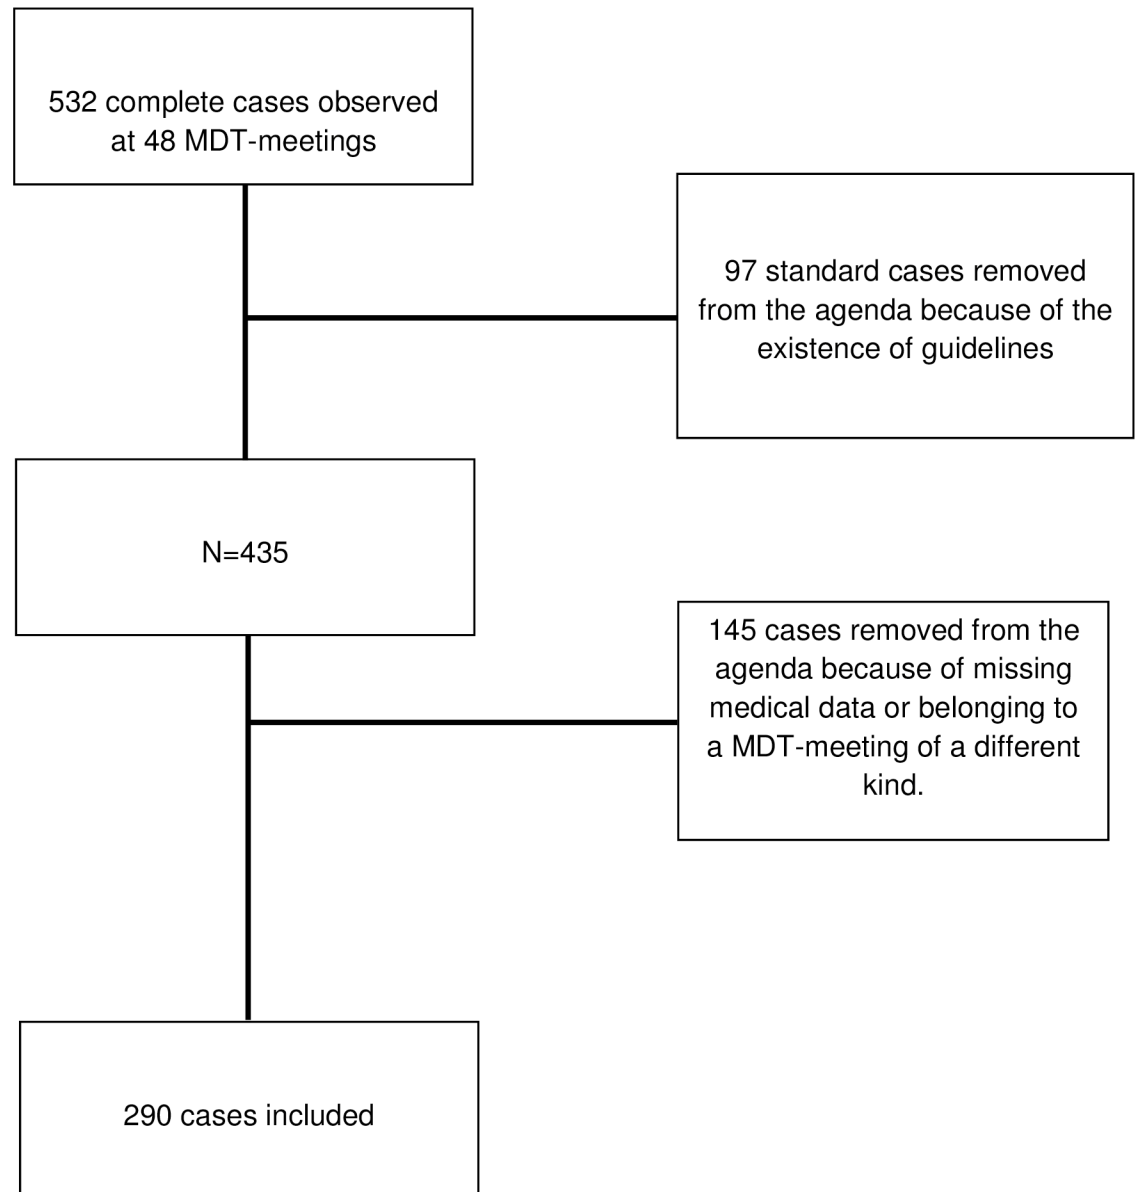 532 complete cases observed
at 48 MDT-meetings
97 standard cases removed
from the agenda because of the
existence of guidelines
N=435
145 cases removed from the
agenda because of missing
medical data or belonging to
a MDT-meeting of a different
kind.
290 cases included